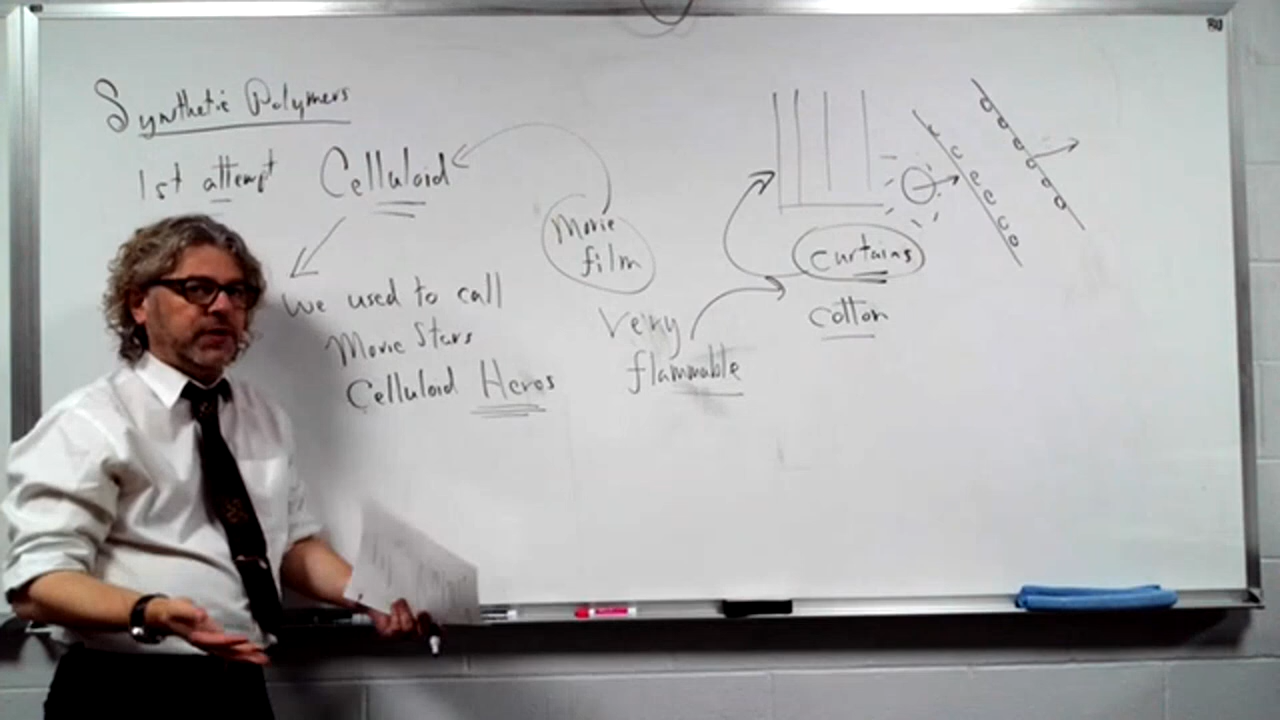 Synthetic Polymers
1st attempt Celluloid
Movie
film
We used to call
Movie Stars
Celluloid Heros
Very
flammable
curtains
cotton